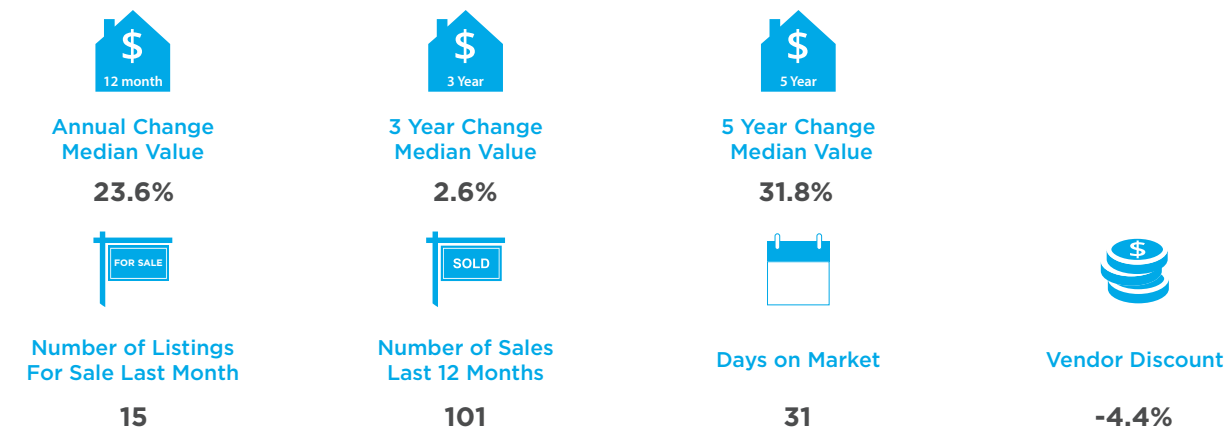 $
12 month
Annual Change
Median Value
23.6%
$
3 Year
3 Year Change
Median Value
2.6%
$
5 Year
5 Year Change
Median Value
31.8%
FOR SALE
Number of Listings
For Sale Last Month
15
SOLD
Number of Sales
Last 12 Months
101
Days on Market
31
$
Vendor Discount
-4.4%